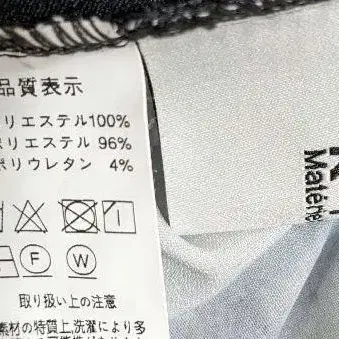 品質表示
リエステル100%
ポリエステル 96%
ポリウレタン 4%
F
W
取り扱い上の注意
素材の特質上,洗濯により多
Matérie